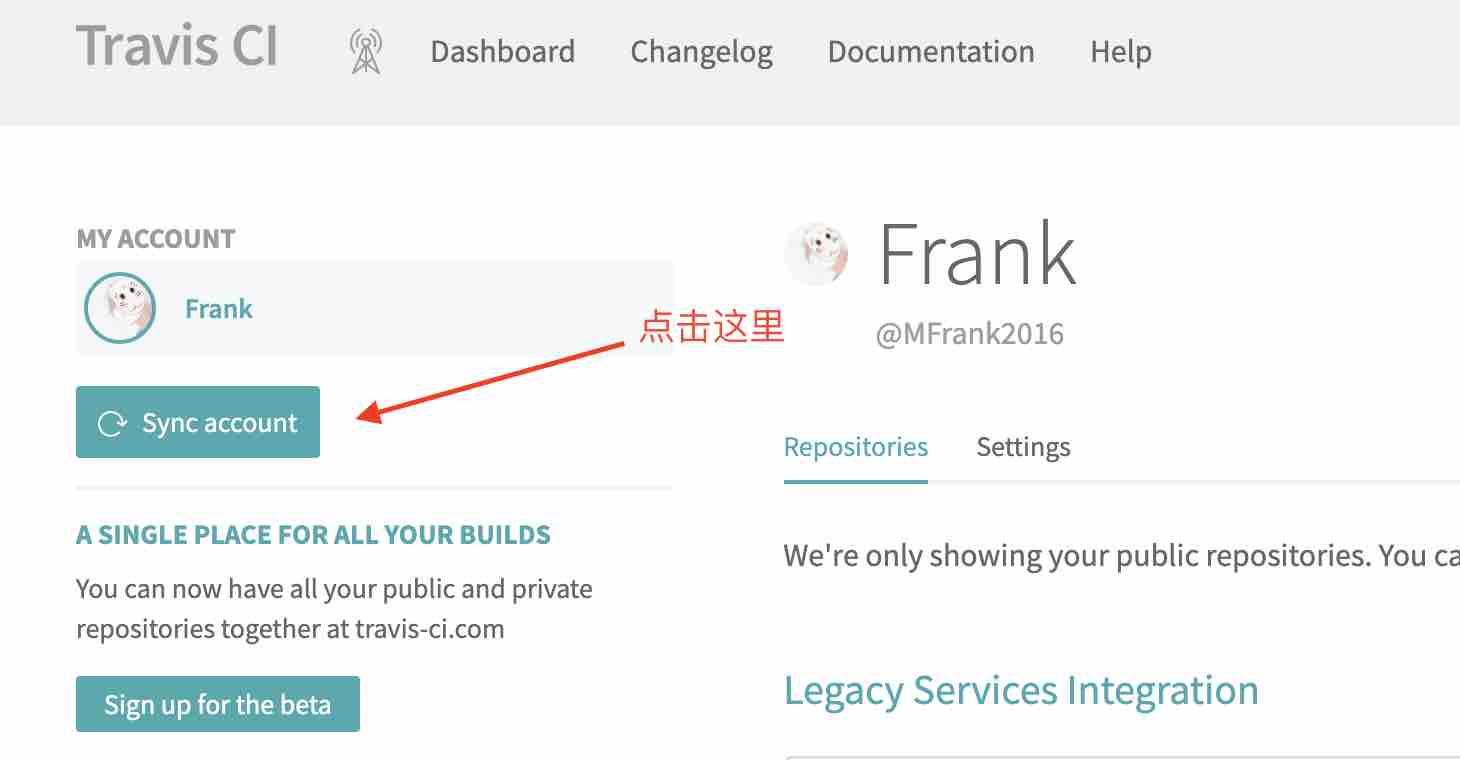 Travis CI Dashboard Changelog Documentation Help
MY ACCOUNT
Frank
Sync account
点击这里
A SINGLE PLACE FOR ALL YOUR BUILDS
You can now have all your public and private
repositories together at travis-ci.com
Sign up for the beta
Frank
@MFrank2016
Repositories Settings
We're only showing your public repositories. You
Legacy Services Integration